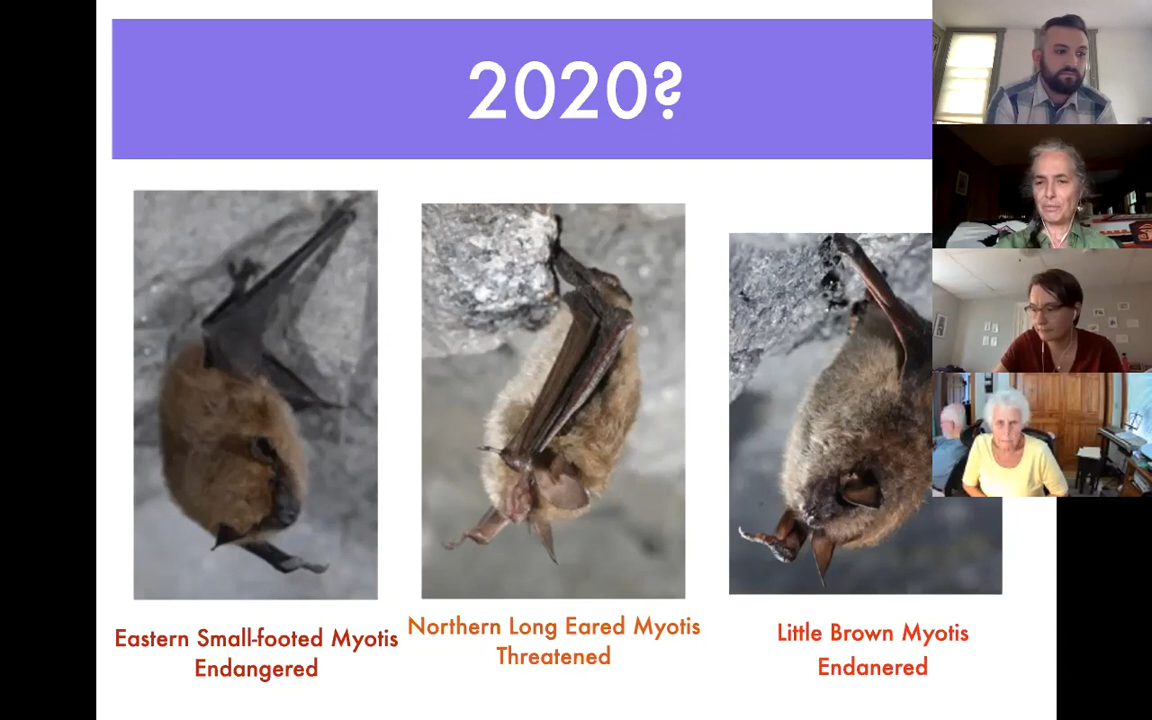 2020?
Eastern Small-footed Myotis
Endangered
Northern Long Eared Myotis
Threatened
Little Brown Myotis
Endanered